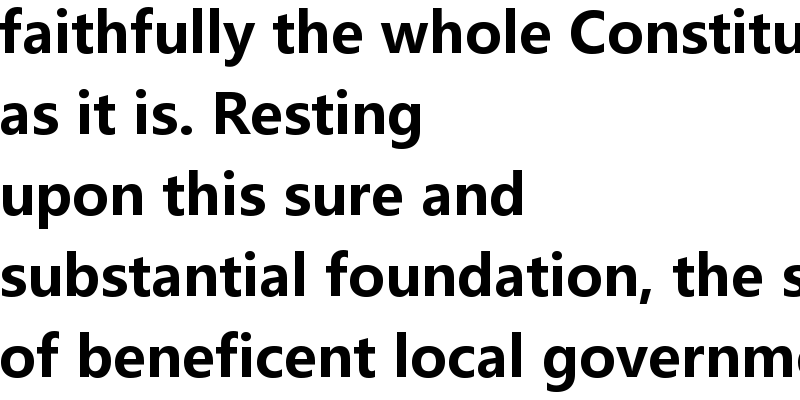 faithfully the whole Constitu
as it is. Resting
upon this sure and
substantial foundation, the s
of beneficent local governm